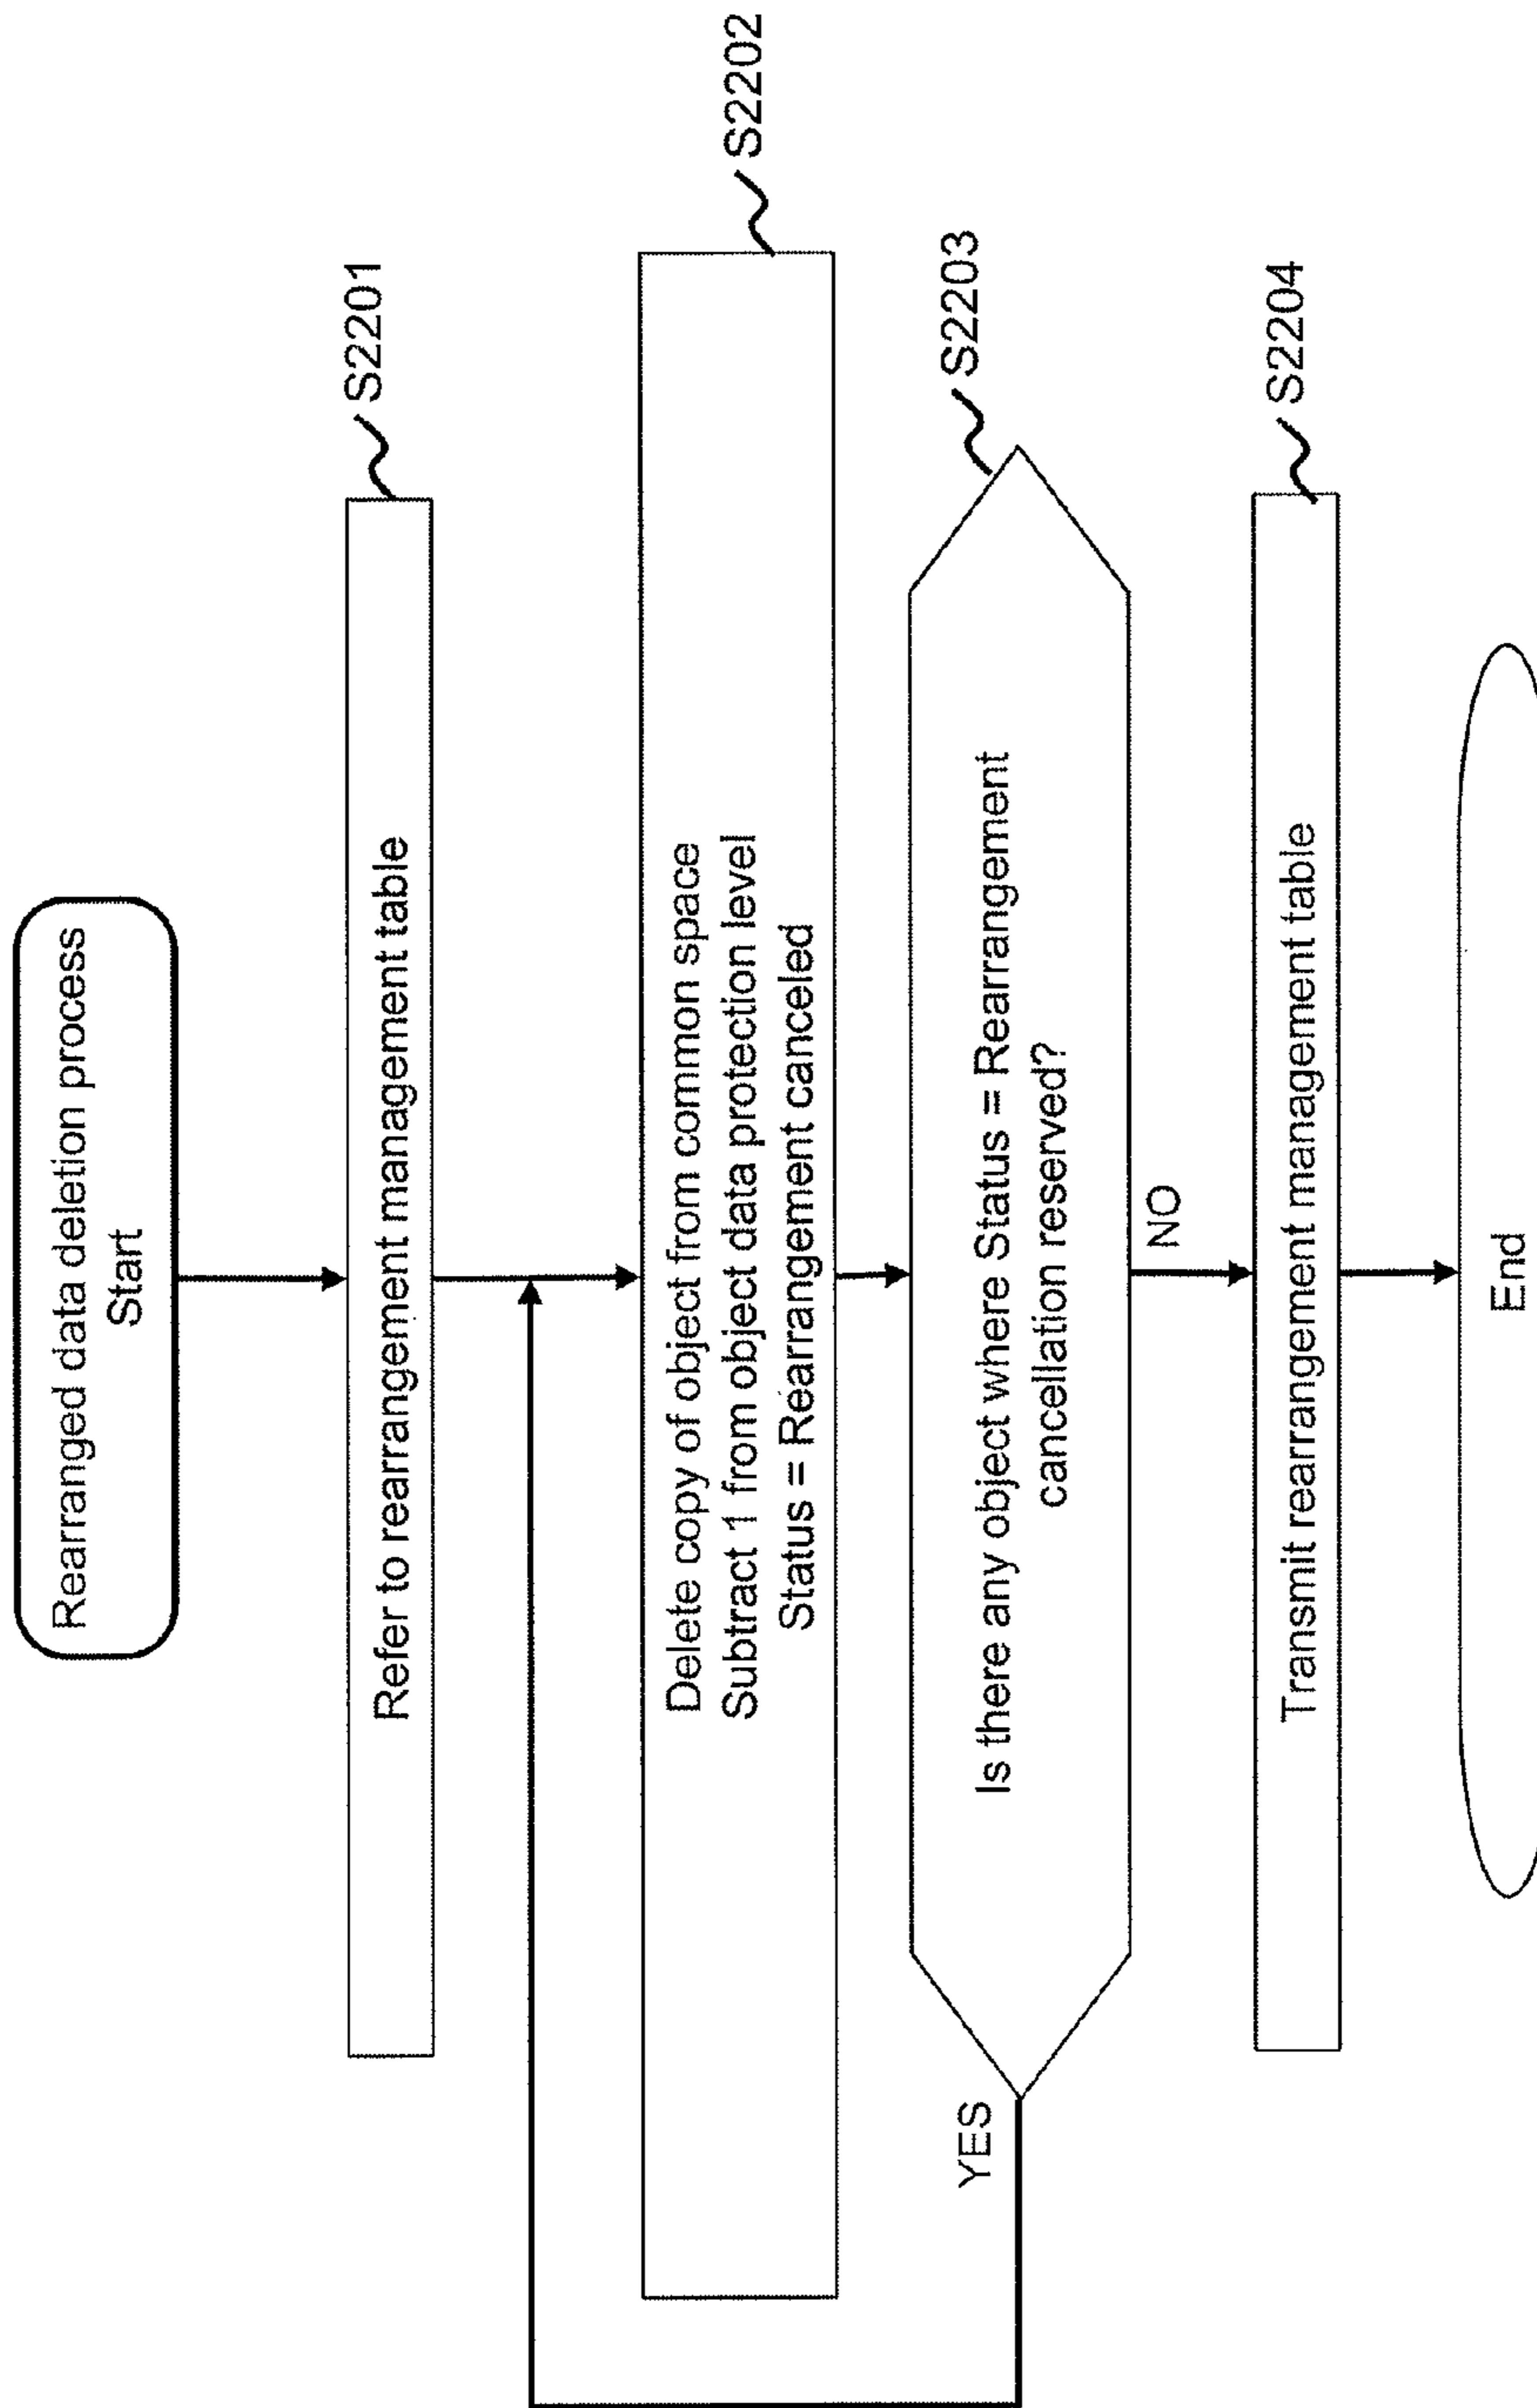 Rearranged data deletion process
Start
Refer to rearrangement management table
S2201
Delete copy of object from common space
Subtract 1 from object data protection level
Status = Rearrangement canceled
S2202
Is there any object where Status = Rearrangement
cancellation reserved?
S2203
YES
NO
Transmit rearrangement management table
S2204
End